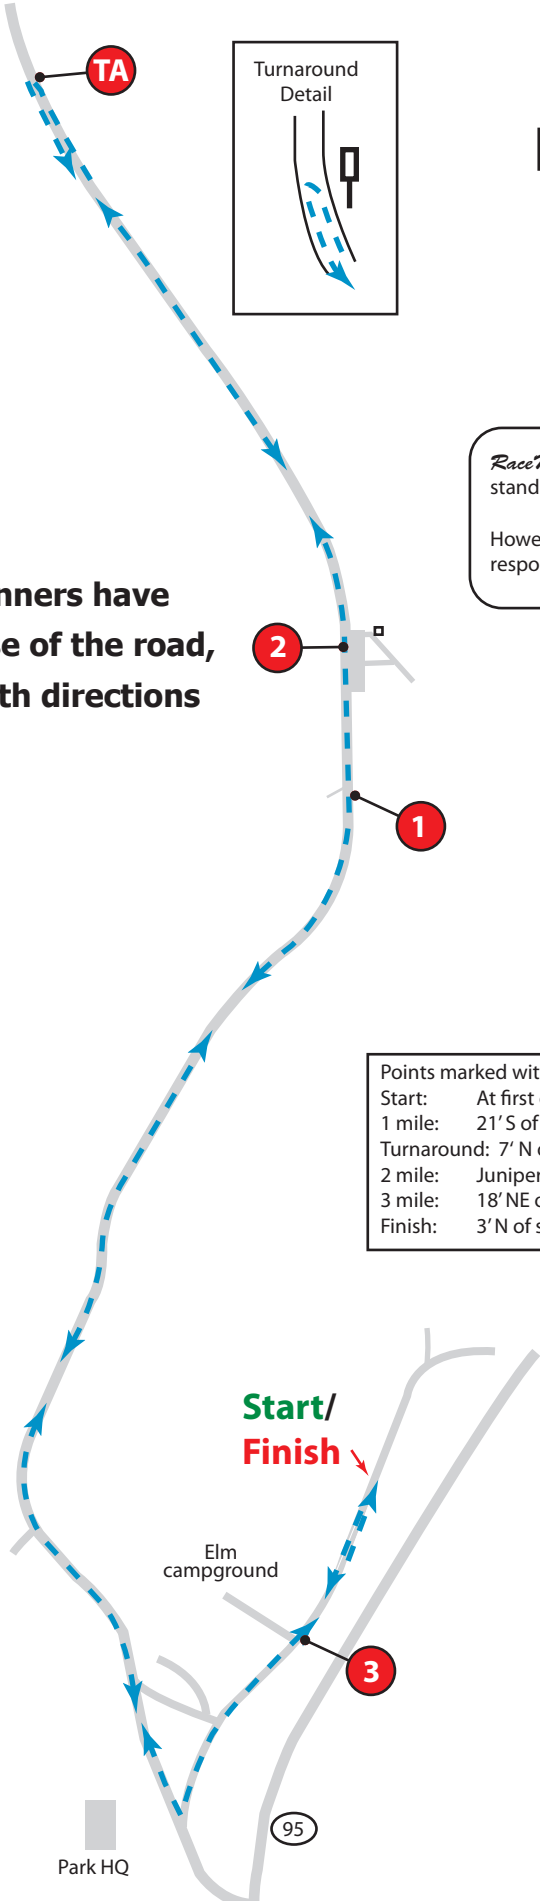 TA
Turnaround
Detail
stand
respo
nners have
se of the road,
th directions
2
1
Points marked wit
Start: At first
1 mile: 21' S of
Turnaround: 7' N
2 mile: Juniper
3 mile: 18' NE
Finish: 3' N of s
Start/
Finish
Elm
campground
3
95
Park HQ